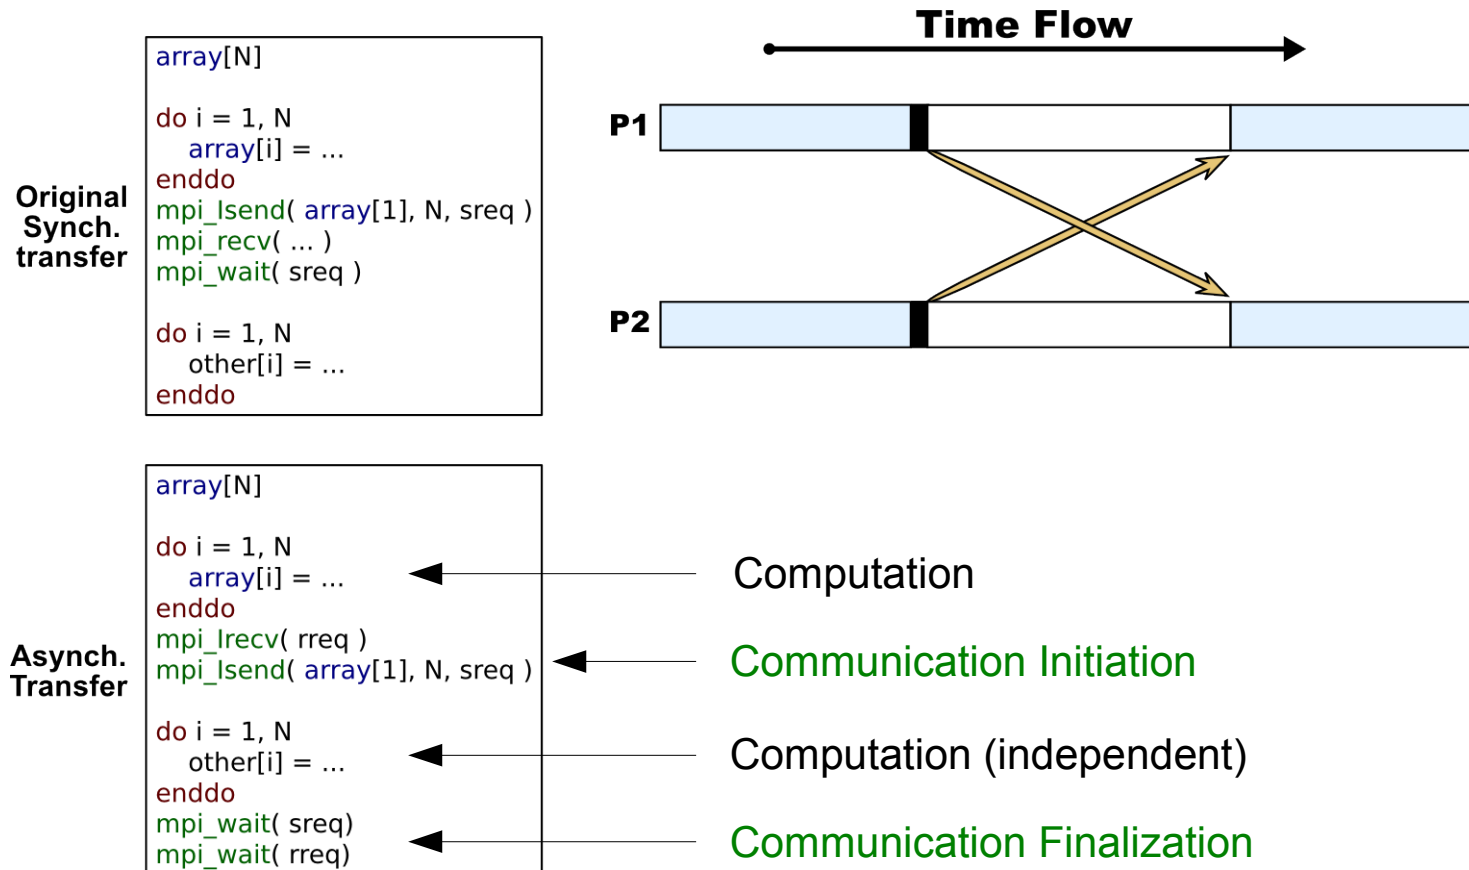 Time Flow
P1
P2
Original
Synch.
transfer
array[N]
do i = 1, N
array[i] = ...
enddo
mpi_Isend( array[1], N, sreq )
mpi_recv( ... )
mpi_wait( sreq )
do i = 1, N
other[i] = ...
enddo
Asynch.
Transfer
array[N]
do i = 1, N
array[i] = ...
enddo
mpi_Irecv( rreq )
mpi_Isend( array[1], N, sreq )
do i = 1, N
other[i] = ...
enddo
mpi_wait( sreq)
mpi_wait( rreq)
Computation
Communication Initiation
Computation (independent)
Communication Finalization